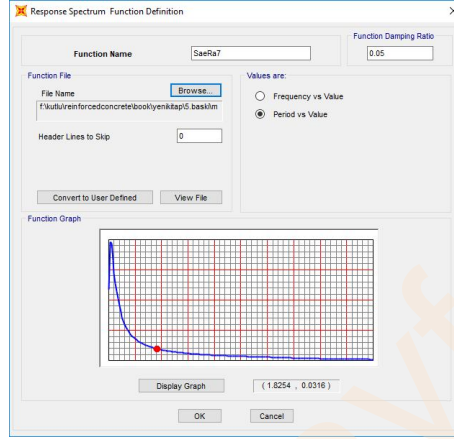 Response Spectrum Function Definition
Function Damping Ratio
Function Name
SaeRa7
0.05
Function File
Values are:
File Name
Browse...
Frequency vs Value
f:\kutlu\reinforcedconcrete\book\yenikitap\5.baski\m
Period vs Value
Header Lines to Skip
0
Convert to User Defined
View File
Function Graph
Display Graph
( 1.8254 , 0.0316 )
OK
Cancel